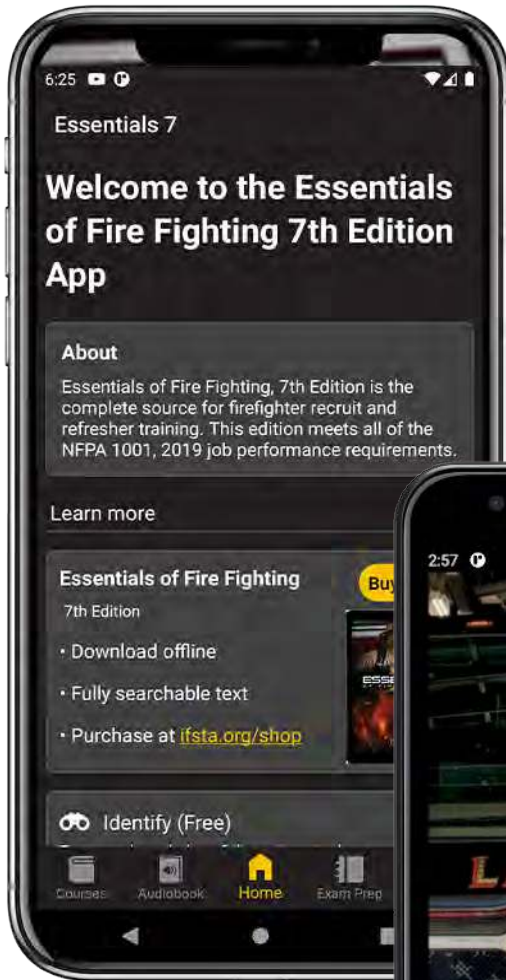 6:25
Essentials 7
Welcome to the Essentials
of Fire Fighting 7th Edition
App
About
Essentials of Fire Fighting, 7th Edition is the
complete source for firefighter recruit and
refresher training. This edition meets all of the
NFPA 1001, 2019 job performance requirements.
Learn more
Essentials of Fire Fighting
7th Edition
• Download offline
• Fully searchable text
• Purchase at ifsta.org/shop
Identify (Free)
Courses Audiobook Home Exam Prep
2:57